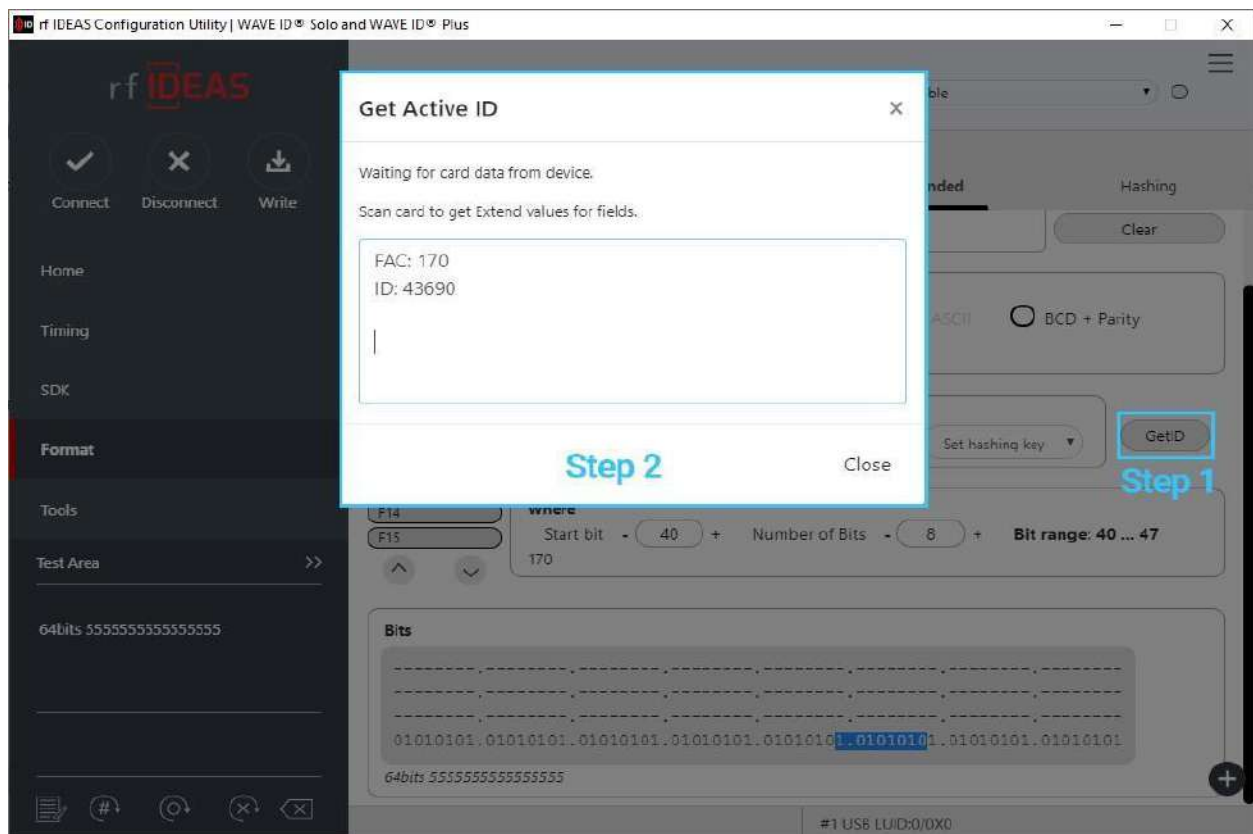 rf IDEAS Configuration Utility | WAVE ID® Solo and WAVE ID® Plus
rf IDEAS
Connect Disconnect Write
Home
Timing
SDK
Format
Tools
Test Area >>
64bits 5555555555555555
Get Active ID
Waiting for card data from device.
Scan card to get Extend values for fields.
FAC: 170
ID: 43690
Step 2
Close
ble
nded Hashing
Clear
ASCII BCD + Parity
Set hashing key
GetID
Step 1
F14
F15
Where
Start bit - 40 + Number of Bits - 8 + Bit range: 40 ... 47
170
Bits
--------.--------.--------.--------.--------.--------.--------.--------
--------.--------.--------.--------.--------.--------.--------.--------
--------.--------.--------.--------.--------.--------.--------.--------
01010101.01010101.01010101.01010101.01010101.01010101.01010101.01010101
64bits 5555555555555555
#1 USB LUID:0/0X0